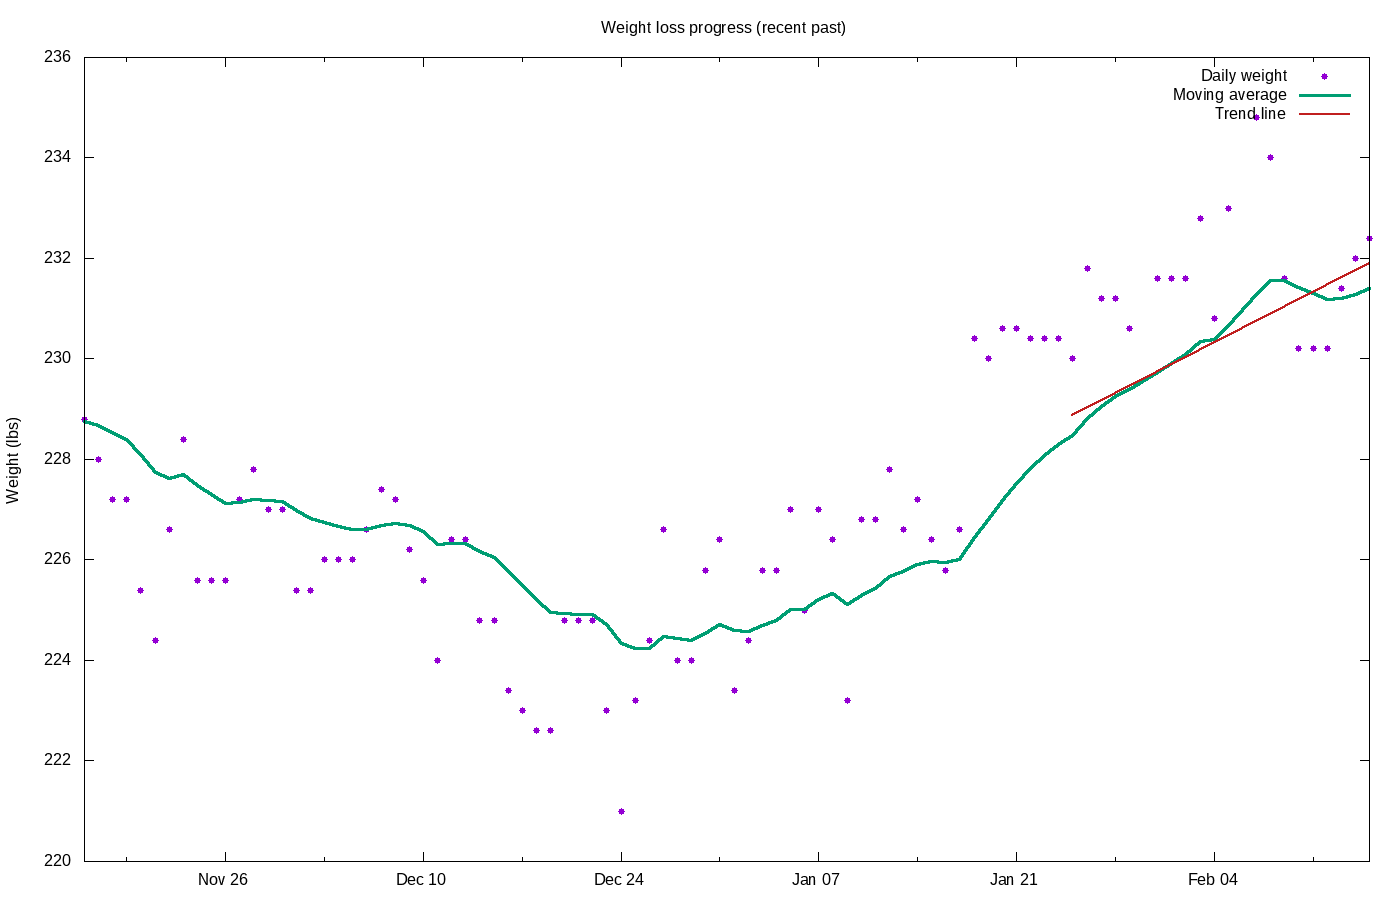 Weight loss progress (recent past)
236
234
232
230
228
226
224
222
220
Weight (lbs)
Daily weight
Moving average
Trend line
Nov 26
Dec 10
Dec 24
Jan 07
Jan 21
Feb 04